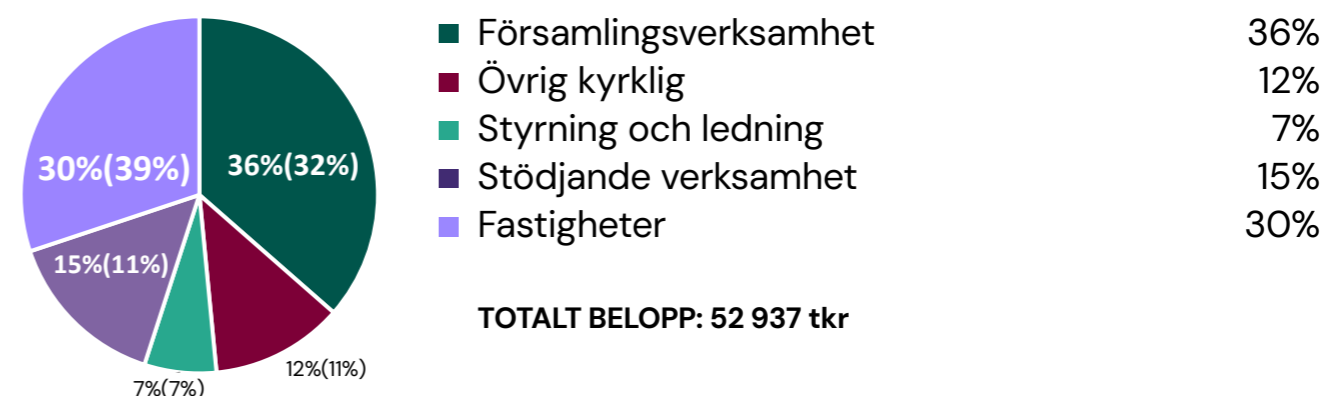 Församlingsverksamhet 36%
Övrig kyrklig 12%
Styrning och ledning 7%
Stödjande verksamhet 15%
Fastigheter 30%
TOTALT BELOPP: 52 937 tkr
30%(39%)
36%(32%)
15%(11%)
12%(11%)
7%(7%)